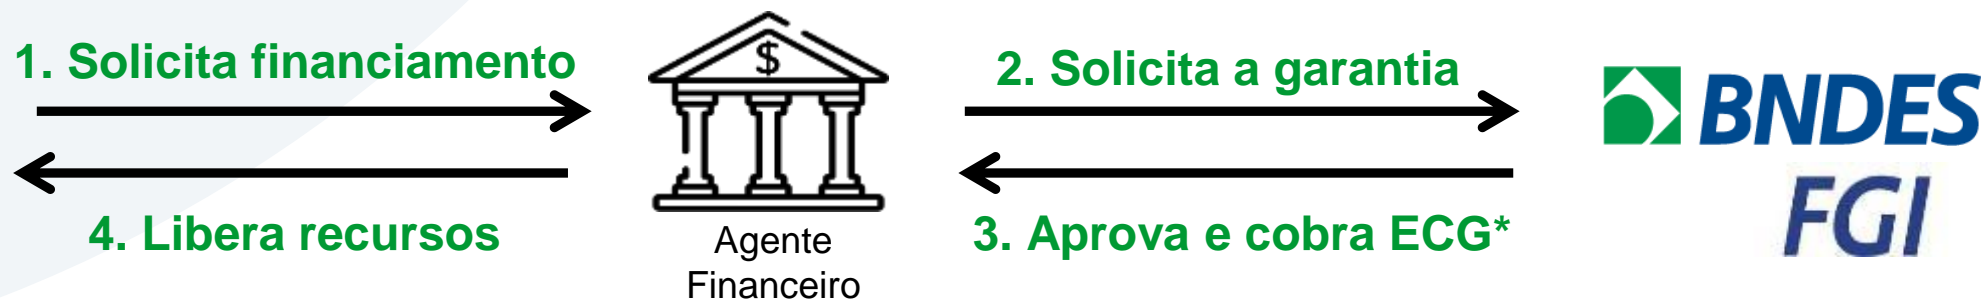 1. Solicita financiamento
$
2. Solicita a garantia
BNDES
FGI
4. Libera recursos
Agente
Financeiro
3. Aprova e cobra ECG*